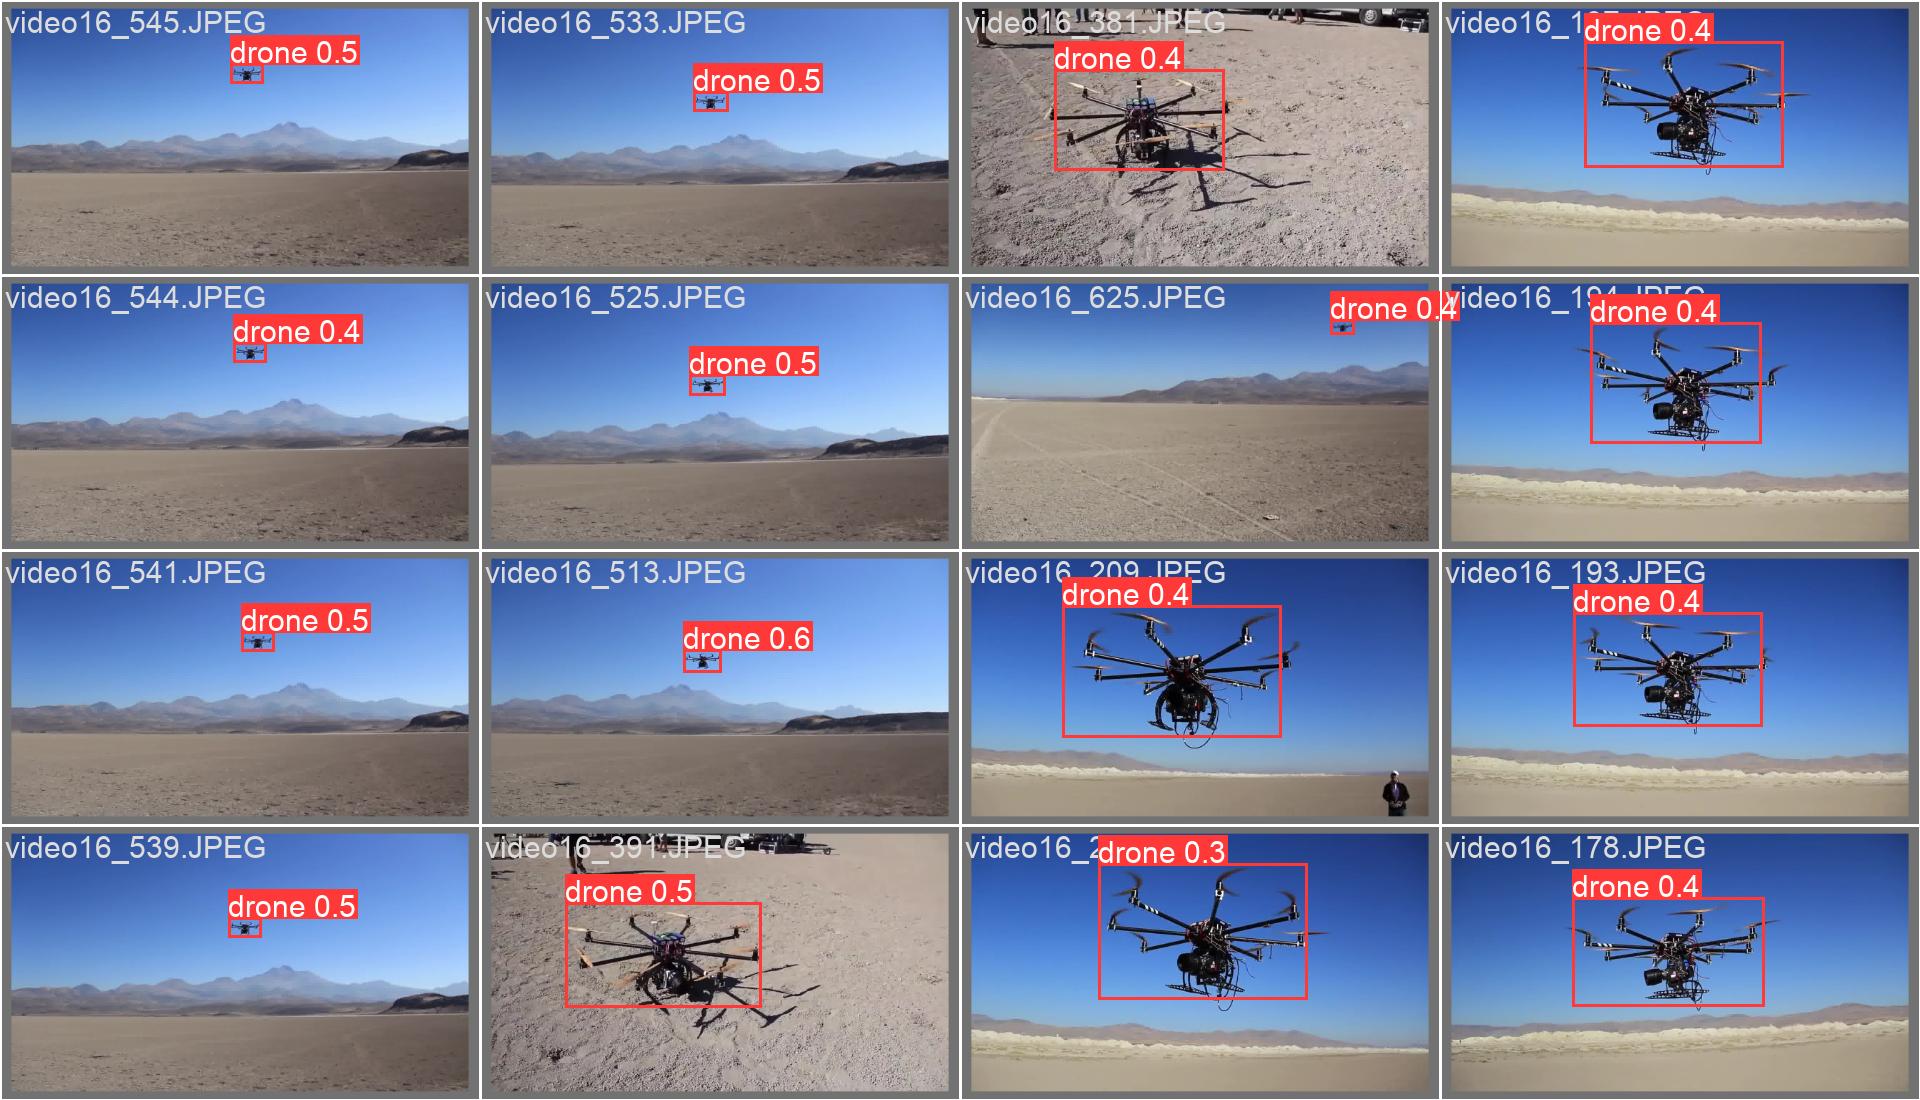 video16_545.JPEG
drone 0.5
video16_533.JPEG
drone 0.5
video16_381.JPEG
drone 0.4
drone 0.4
video16_544.JPEG
drone 0.4
video16_525.JPEG
drone 0.5
video16_625.JPEG
drone 0.4
video16_194.JPEG
drone 0.4
video16_541.JPEG
drone 0.5
video16_513.JPEG
drone 0.6
video16_209.JPEG
drone 0.4
video16_193.JPEG
drone 0.4
video16_539.JPEG
drone 0.5
video16_391.JPEG
drone 0.5
video16_2
drone 0.3
video16_178.JPEG
drone 0.4